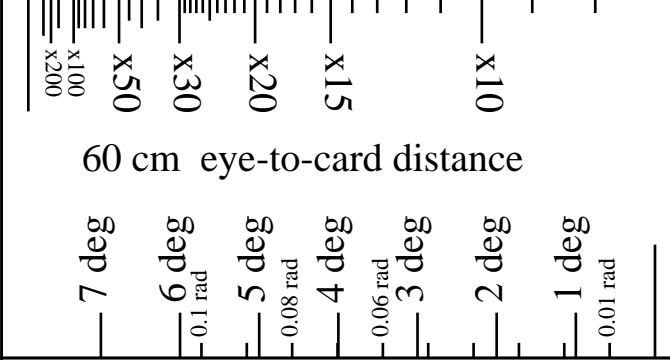 x200 x100 x50 x30 x20 x15 x10
60 cm eye-to-card distance
7 deg 6 deg 0.1 rad 5 deg 0.08 rad 4 deg 0.06 rad 3 deg 2 deg 1 deg 0.01 rad